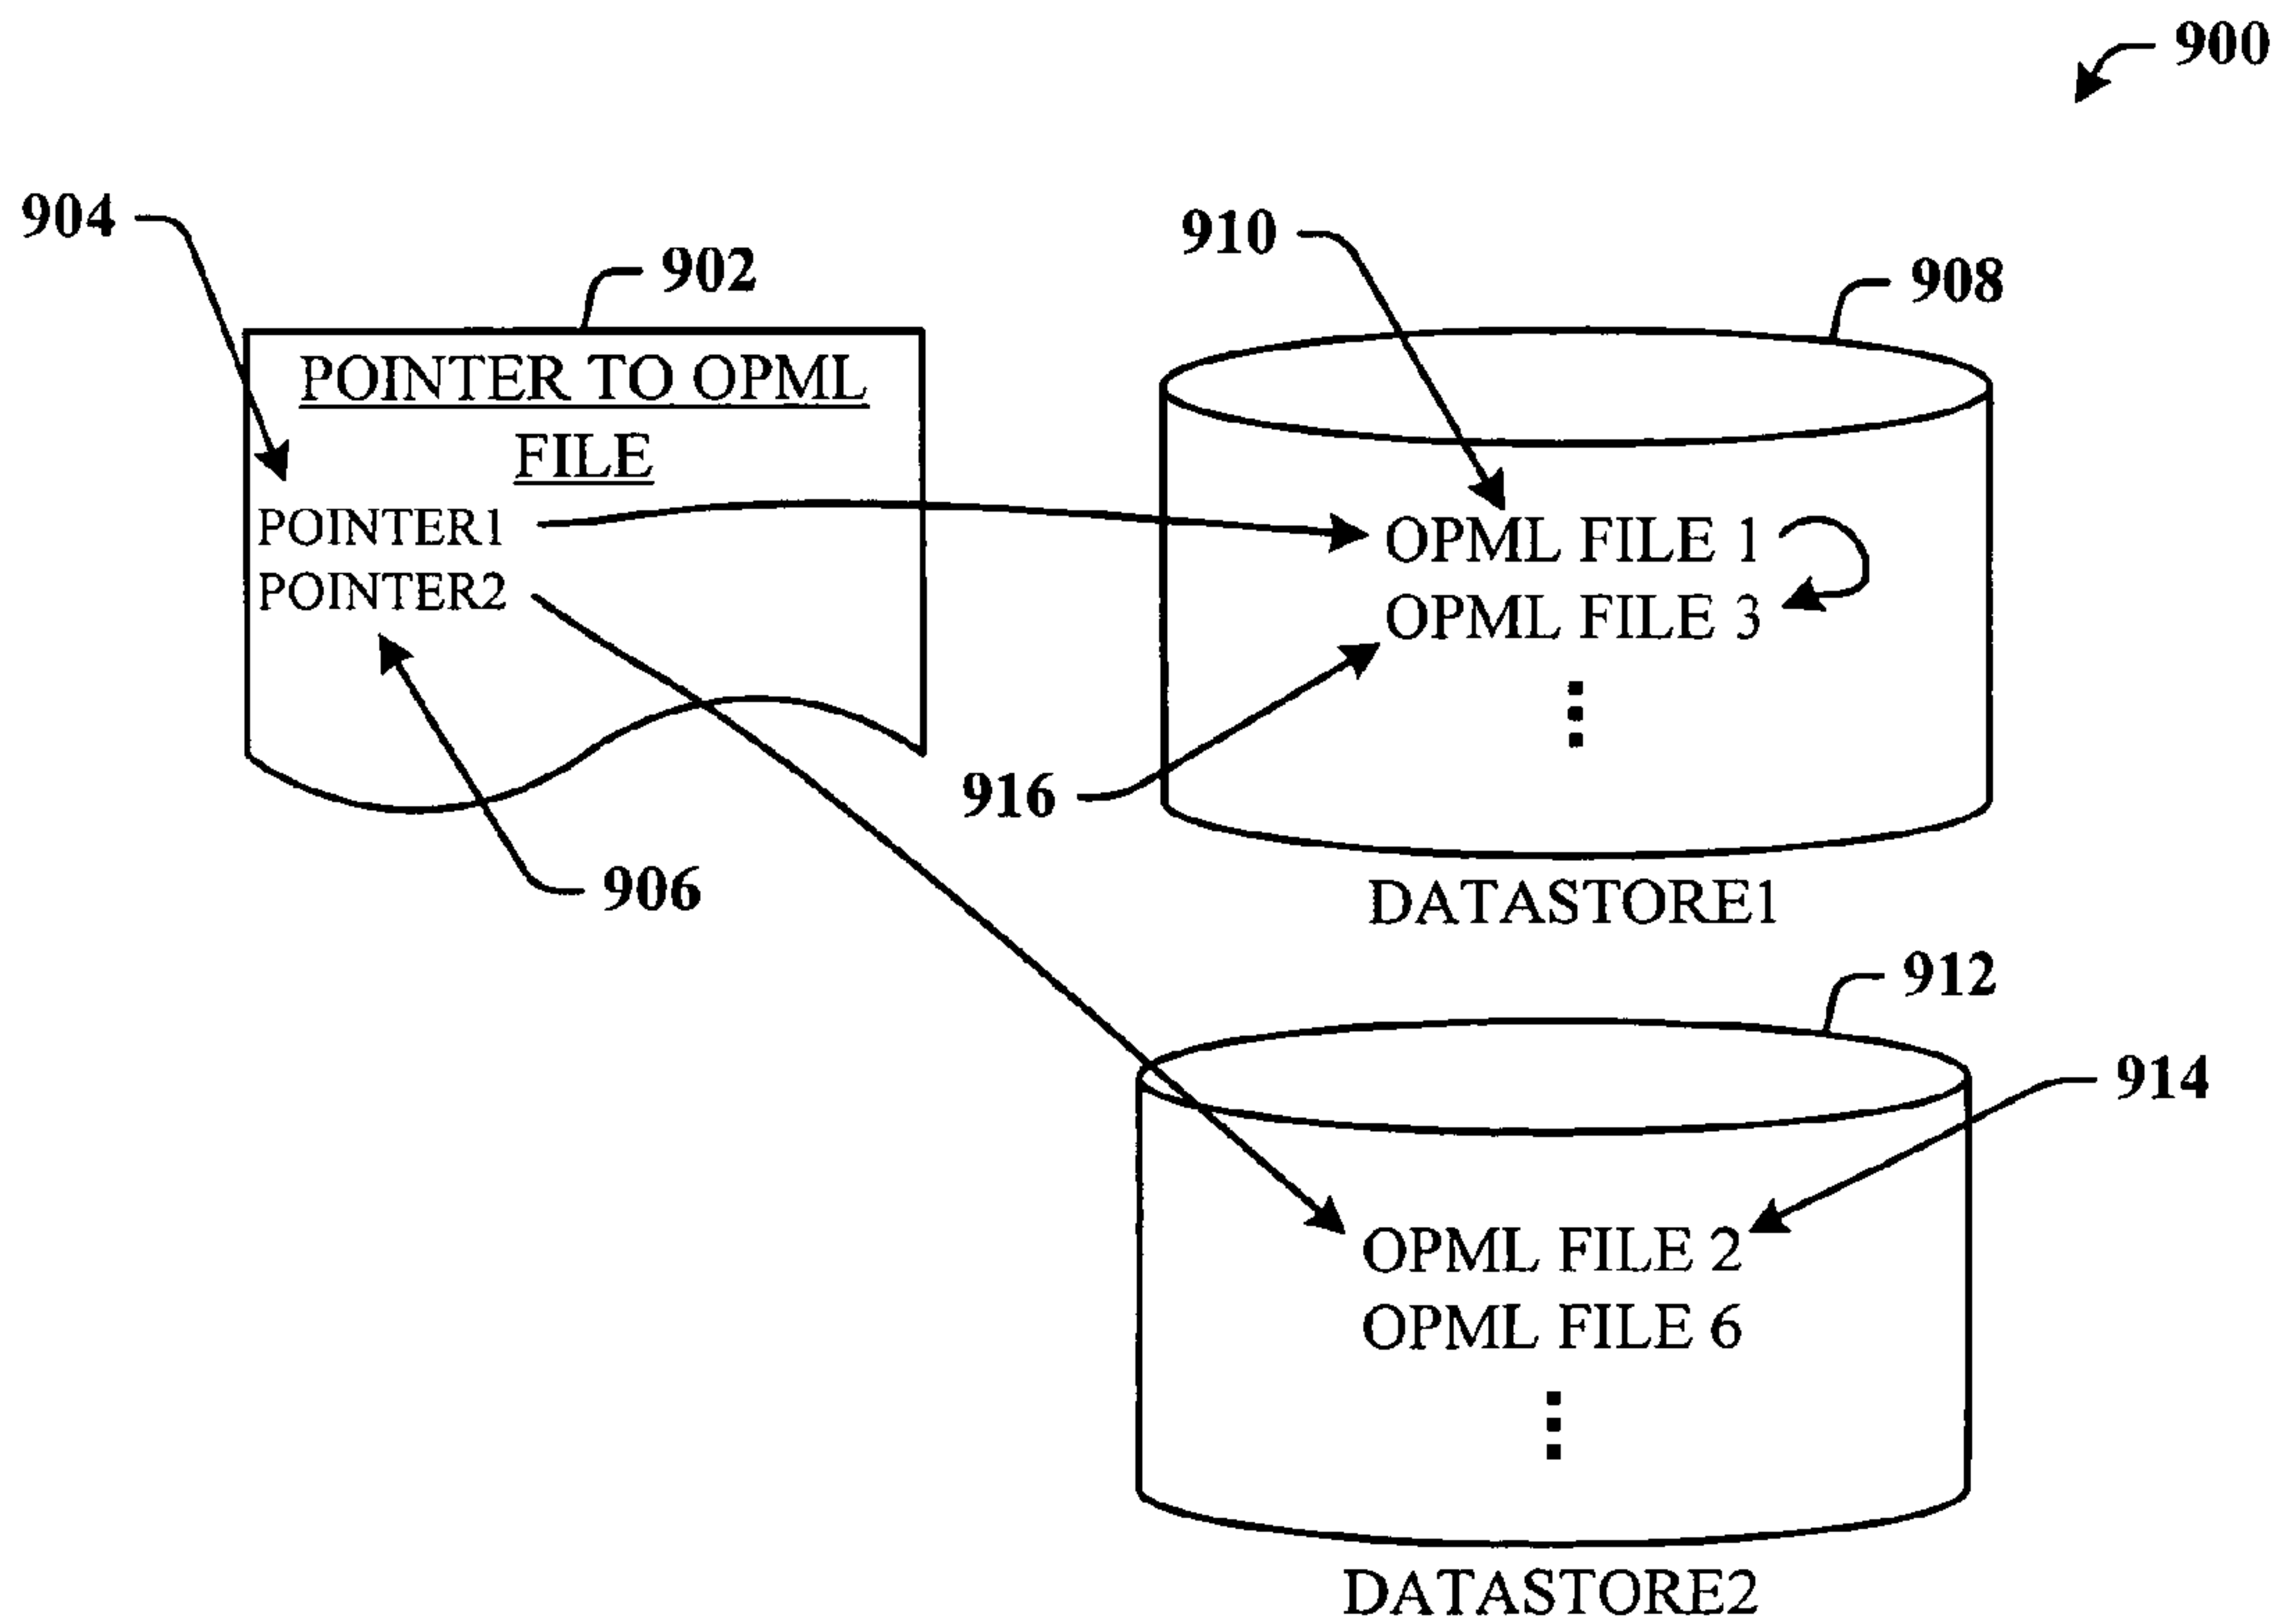 900
904
902
910
908
POINTER TO OPML
FILE
POINTER1
POINTER2
OPML FILE 1
OPML FILE 3
916
906
DATASTORE1
912
914
OPML FILE 2
OPML FILE 6
DATASTORE2